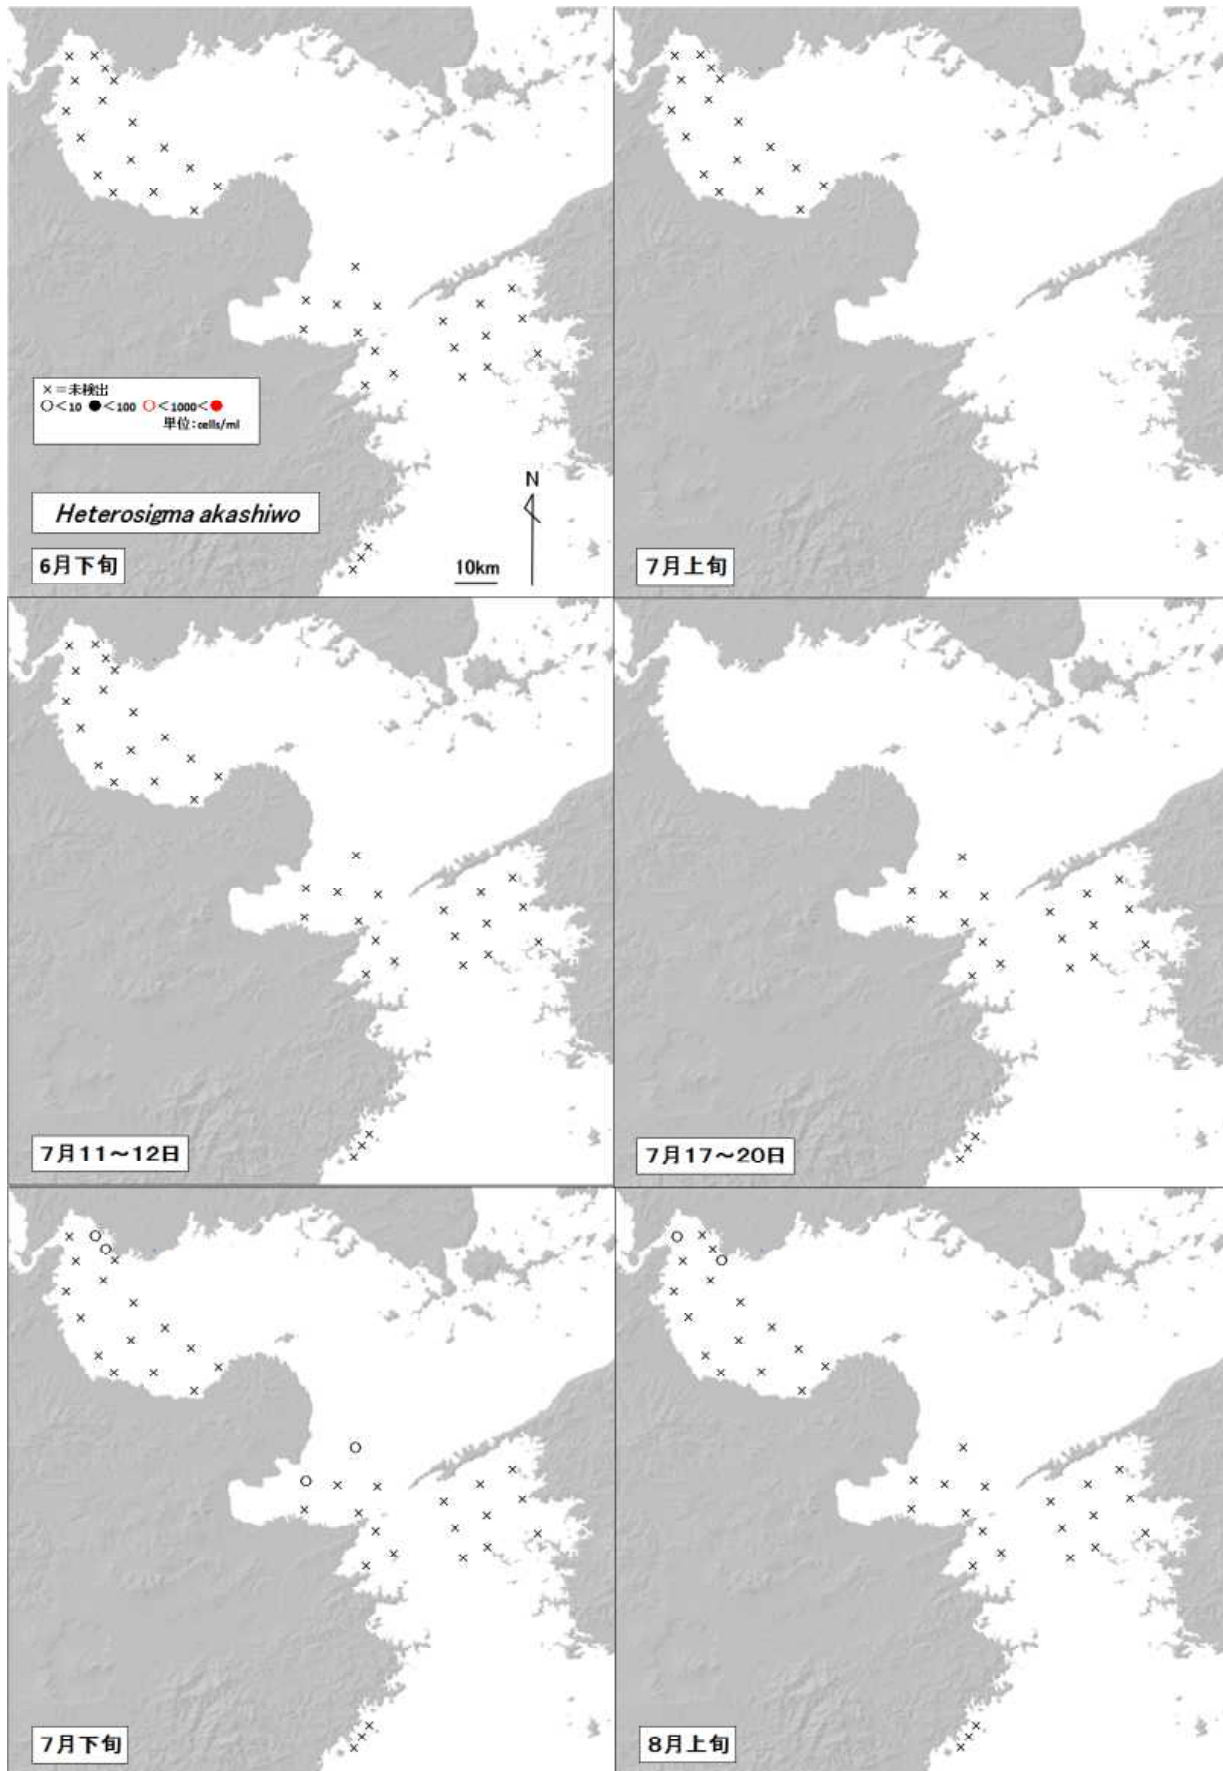 ×=未検出
○<10 ●<100 ○<1000<●
単位:cells/ml
Heterosigma akashiwo
6月下旬
10km
N
7月上旬
7月11~12日
7月17~20日
7月下旬
8月上旬